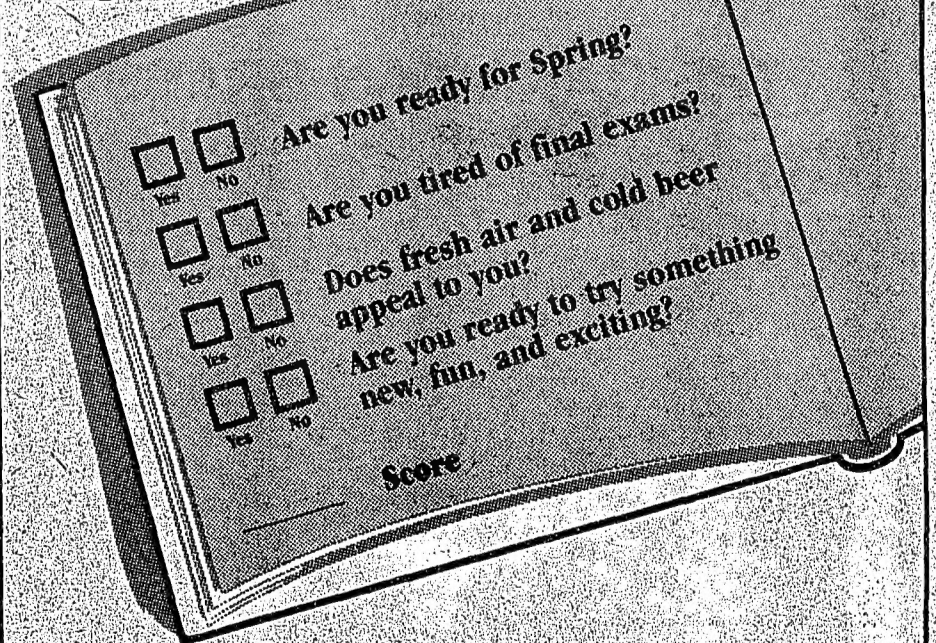 Yes No Are you ready for Spring?
Yes No Are you tired of final exams?
Yes No Does fresh air and cold beer
appeal to you?
Yes No Are you ready to try something
new, fun, and exciting?
Score